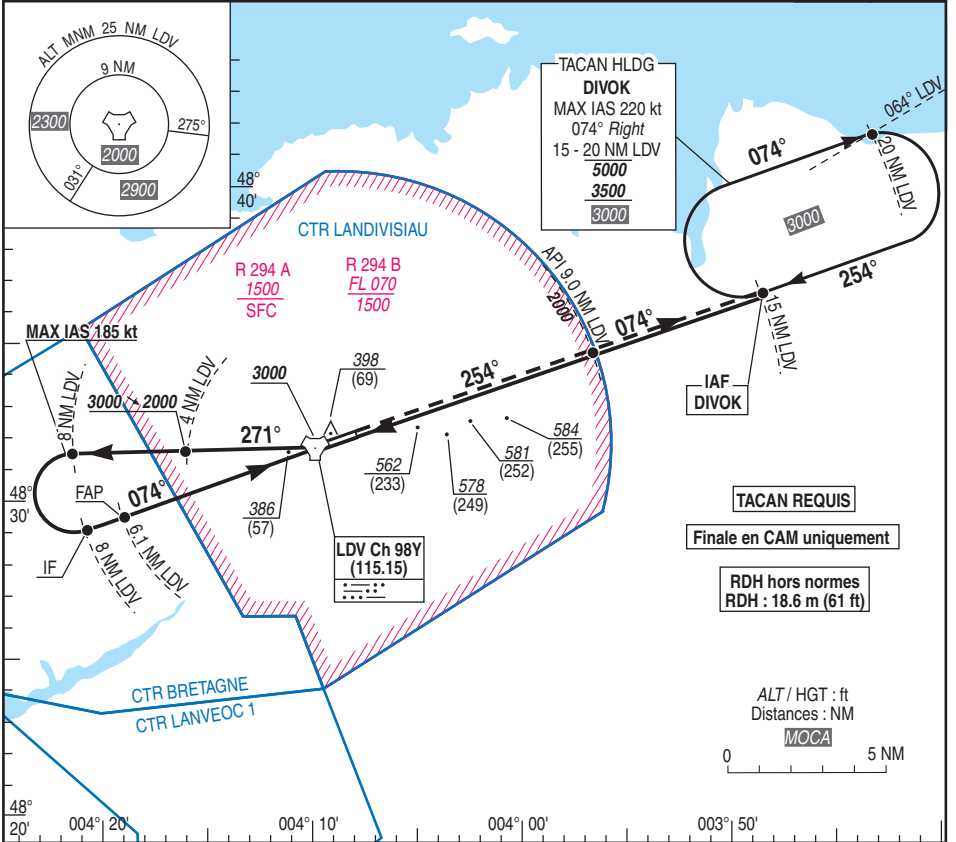 ALT MNM 25 NM LDV
9 NM
2300
275°
2000
031°
2900
TACAN HLDG
DIVOK
MAX IAS 220 kt
074° Right
15 - 20 NM LDV
5000
3500
3000
064° LDV
074°
20 NM LDV
3000
254°
15 NM LDV
IAF
DIVOK
48°
40'
CTR LANDIVISIAU
R 294 A
1500
SFC
R 294 B
FL 070
1500
API 9.0 NM LDV
2000
074°
254°
MAX IAS 185 kt
8 NM LDV
3000
2000
4 NM LDV
3000
398
(69)
271°
584
(255)
581
(252)
562
(233)
578
(249)
386
(57)
48°
30'
FAP
074°
6.1 NM LDV
IF
8 NM LDV
LDV Ch 98Y
(115.15)
TACAN REQUIS
Finale en CAM uniquement
RDH hors normes
RDH : 18.6 m (61 ft)
CTR BRETAGNE
CTR LANVEOC 1
ALT / HGT : ft
Distances : NM
MOCA
0
5 NM
48°
20'
004° 20'
004° 10'
004° 00'
003° 50'